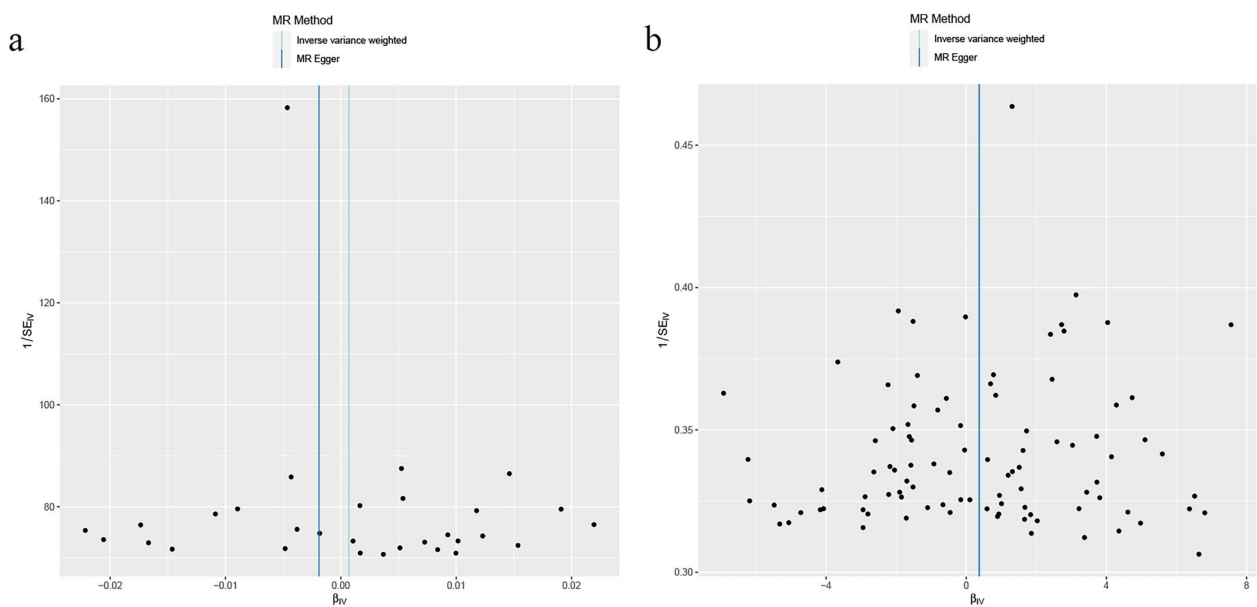 a
MR Method
Inverse variance weighted
MR Egger
160
140
120
100
80
1/SE_IV
−0.02
−0.01
0.00
0.01
0.02
β_IV
b
MR Method
Inverse variance weighted
MR Egger
0.45
0.40
0.35
0.30
1/SE_IV
−4
0
4
8
β_IV